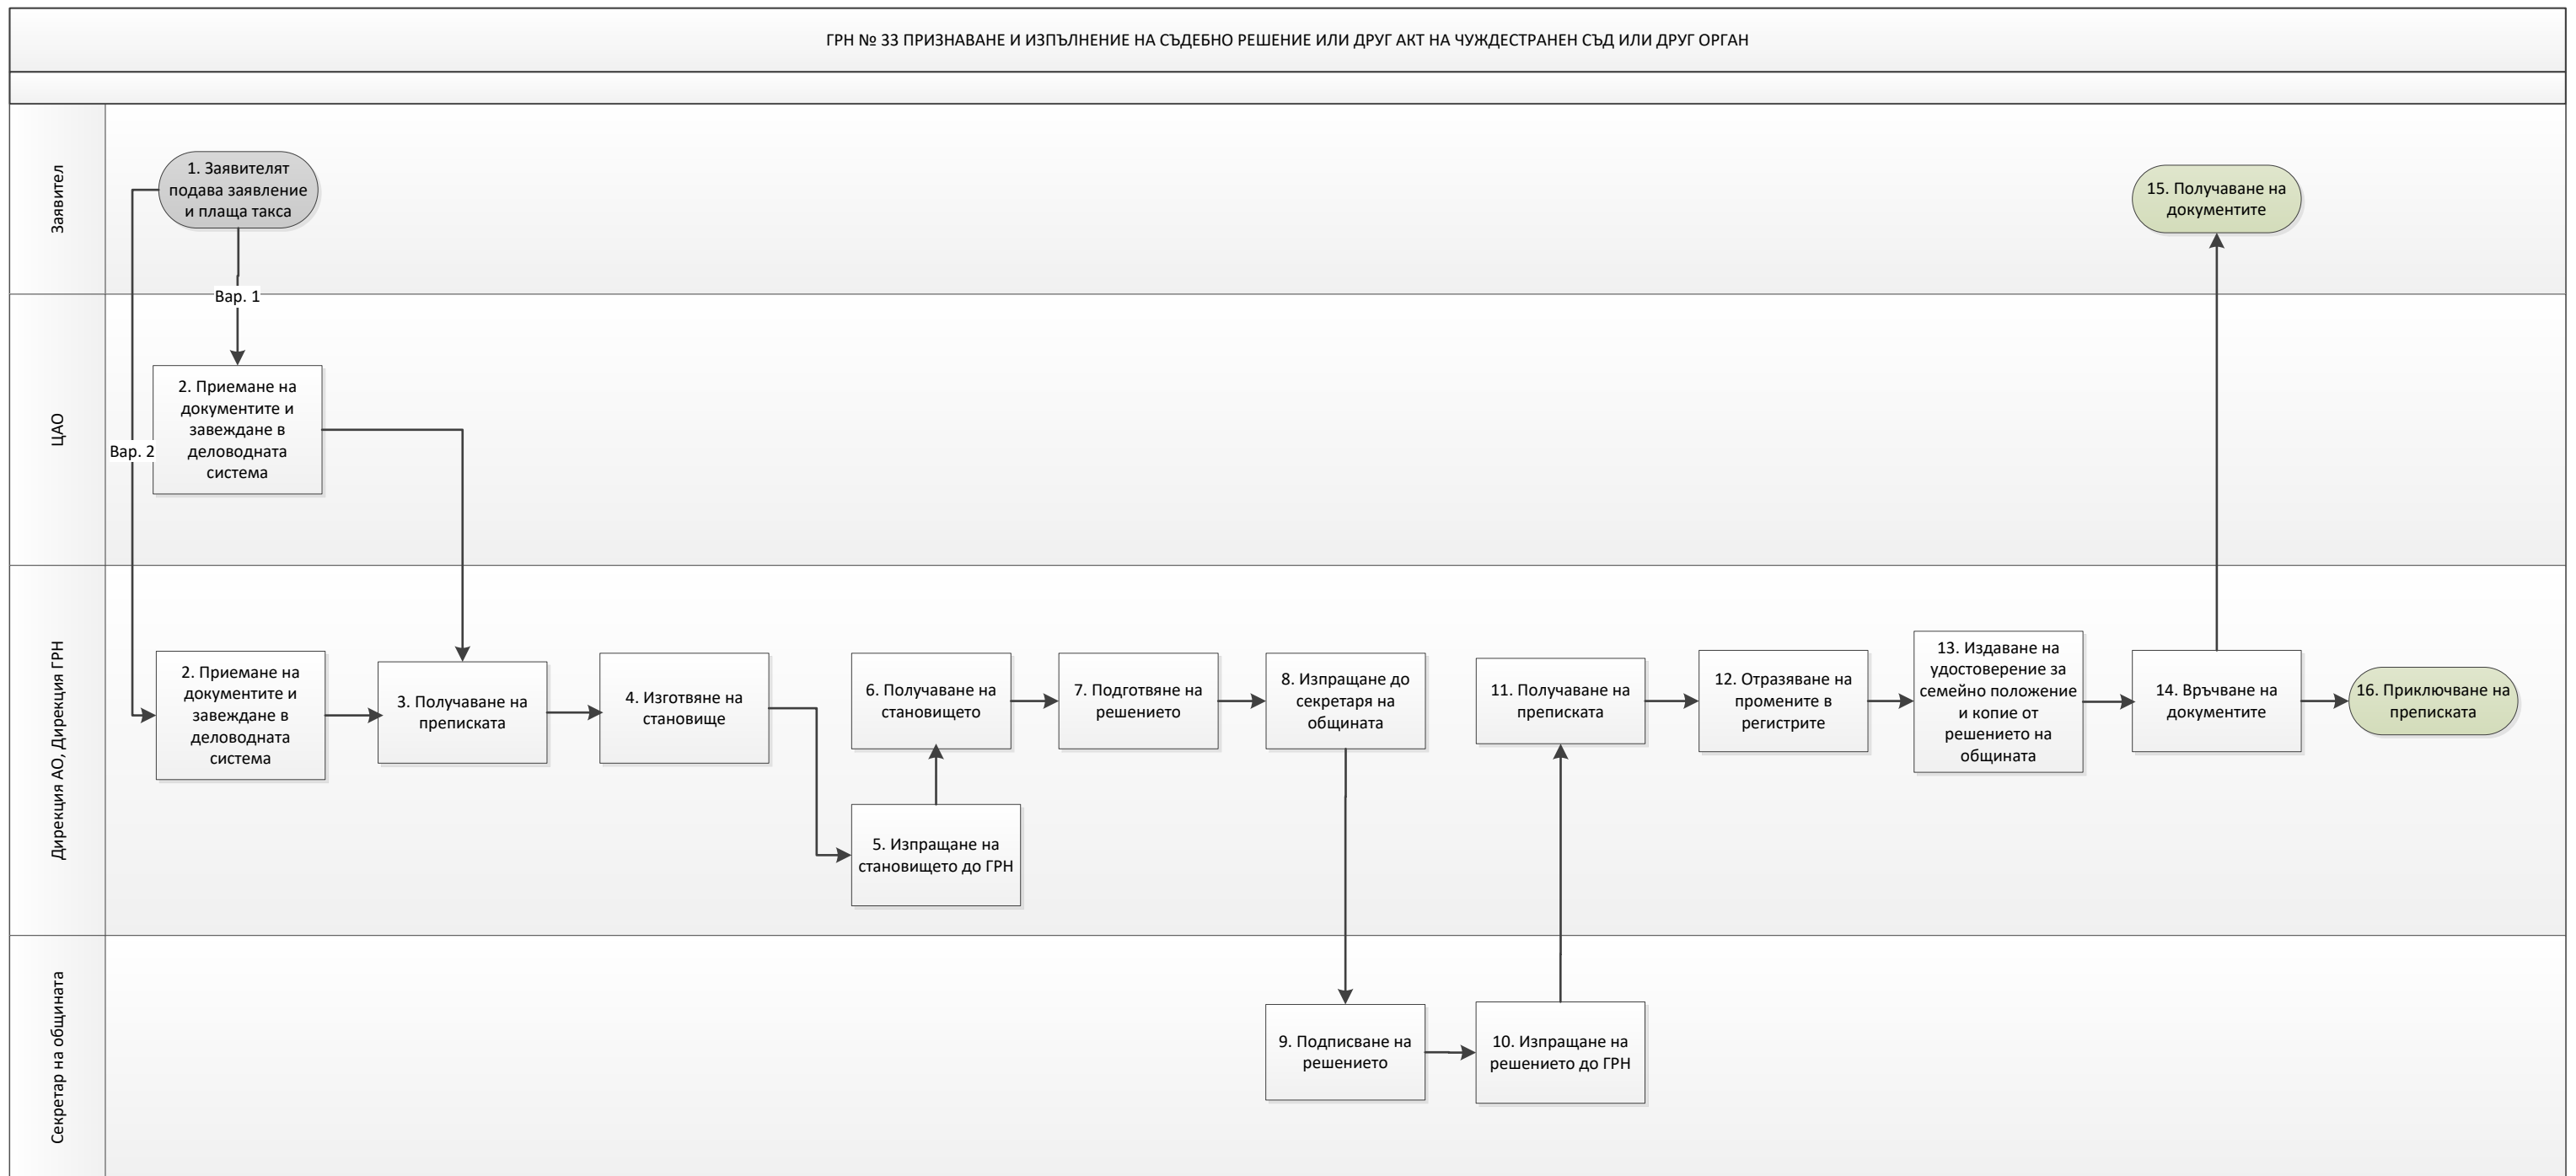 ГРН № 33 ПРИЗНАВАНЕ И ИЗПЪЛНЕНИЕ НА СЪДЕБНО РЕШЕНИЕ ИЛИ ДРУГ АКТ НА ЧУЖДЕСТРАНЕН СЪД ИЛИ ДРУГ ОРГАН
Заявител
1. Заявителят
подава заявление
и плаща такса
15. Получаване на
документите
Вар. 1
ЦАО
2. Приемане на
документите и
завеждане в
деловодната
система
Вар. 2
Дирекция АО, Дирекция ГРН
2. Приемане на
документите и
завеждане в
деловодната
система
3. Получаване на
преписката
4. Изготвяне на
становище
5. Изпращане на
становището до ГРН
6. Получаване на
становището
7. Подготвяне на
решението
8. Изпращане до
секретаря на
общината
11. Получаване на
преписката
12. Отразяване на
промените в
регистрите
13. Издаване на
удостоверение за
семейно положение
и копие от
решението на
общината
14. Връчване на
документите
16. Приключване на
преписката
Секретар на общината
9. Подписване на
решението
10. Изпращане на
решението до ГРН